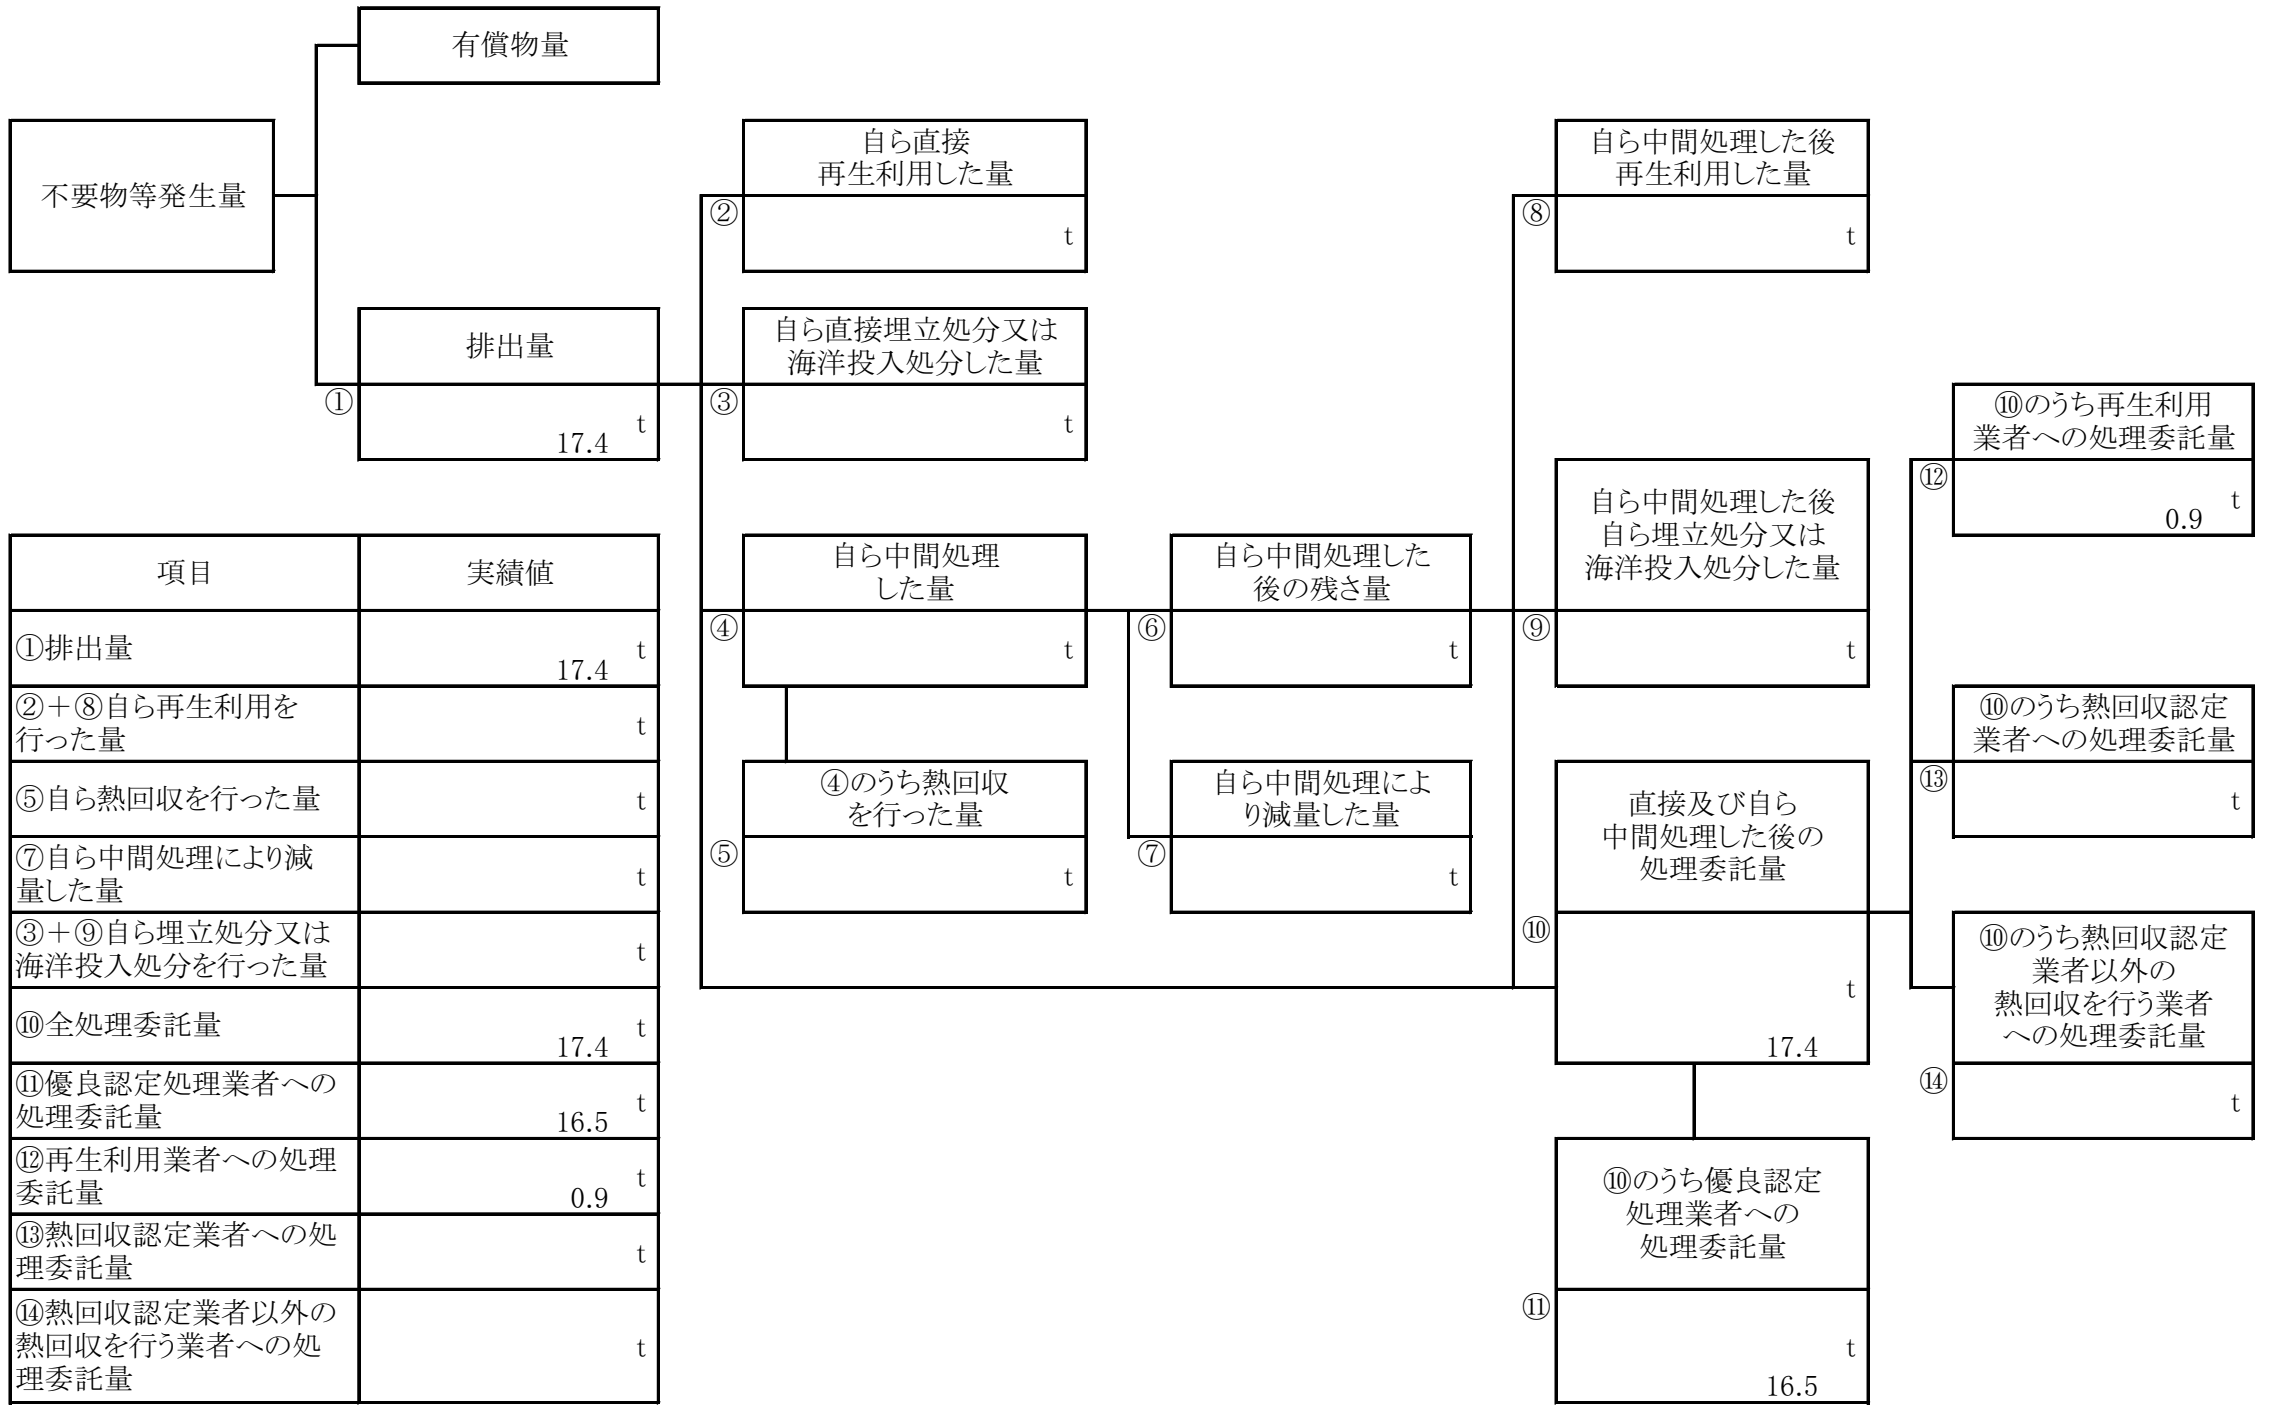 有償物量
不要物等発生量
排出量
①
t
17.4
自ら直接
再生利用した量
②
t
自ら直接埋立処分又は
海洋投入処分した量
③
t
自ら中間処理
した量
④
t
④のうち熱回収
を行った量
⑤
t
自ら中間処理した
後の残さ量
⑥
t
自ら中間処理によ
り減量した量
⑦
t
自ら中間処理した後
再生利用した量
⑧
t
自ら中間処理した後
自ら埋立処分又は
海洋投入処分した量
⑨
t
直接及び自ら
中間処理した後の
処理委託量
⑩
t
17.4
⑩のうち優良認定
処理業者への
処理委託量
⑪
t
16.5
⑩のうち再生利用
業者への処理委託量
⑫
t
0.9
⑩のうち熱回収認定
業者への処理委託量
⑬
t
⑩のうち熱回収認定
業者以外の
熱回収を行う業者
への処理委託量
⑭
t
項目 実績値
①排出量 t
17.4
②＋⑧自ら再生利用を
行った量 t
⑤自ら熱回収を行った量 t
⑦自ら中間処理により減
量した量 t
③＋⑨自ら埋立処分又は
海洋投入処分を行った量 t
⑩全処理委託量 t
17.4
⑪優良認定処理業者への
処理委託量 t
16.5
⑫再生利用業者への処理
委託量 t
0.9
⑬熱回収認定業者への処
理委託量 t
⑭熱回収認定業者以外の
熱回収を行う業者への処 t
理委託量